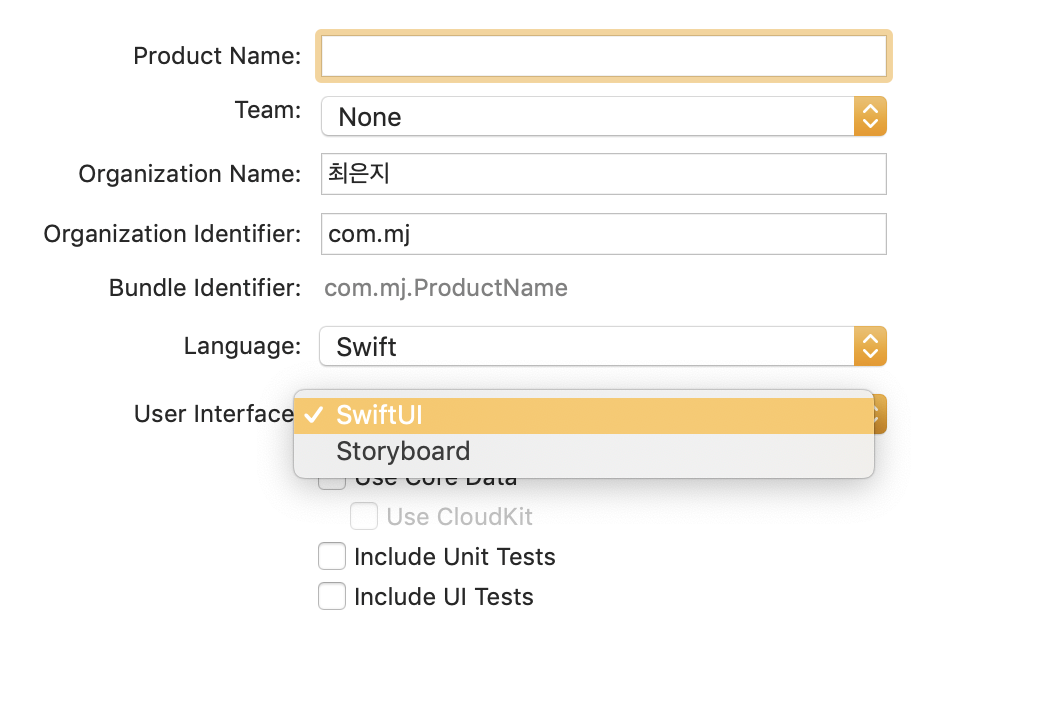 Product Name:
Team: None
Organization Name: 최은지
Organization Identifier: com.mj
Bundle Identifier: com.mj.ProductName
Language: Swift
User Interface ✓ SwiftUI
Storyboard
Use Core Data
Use CloudKit
Include Unit Tests
Include UI Tests